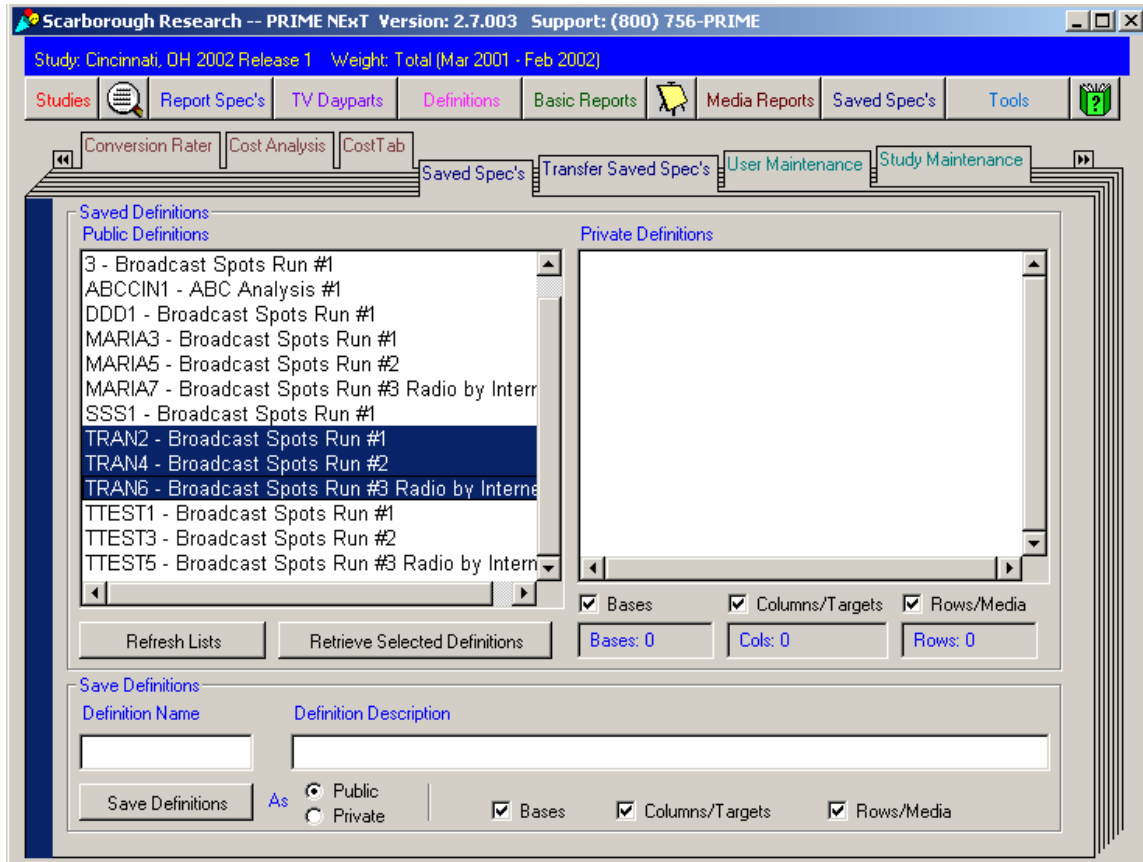 Scarborough Research -- PRIME NExT Version: 2.7.003 Support: (800) 756-PRIME
Study: Cincinnati, OH 2002 Release 1 Weight: Total (Mar 2001 - Feb 2002)
Studies Report Spec's TV Dayparts Definitions Basic Reports Media Reports Saved Spec's Tools ?
Conversion Rater Cost Analysis CostTab
Saved Spec's Transfer Saved Spec's User Maintenance Study Maintenance
Saved Definitions
Public Definitions Private Definitions
3 - Broadcast Spots Run #1
ABCCIN1 - ABC Analysis #1
DDD1 - Broadcast Spots Run #1
MARIA3 - Broadcast Spots Run #1
MARIA5 - Broadcast Spots Run #2
MARIA7 - Broadcast Spots Run #3 Radio by Intern
SSS1 - Broadcast Spots Run #1
TRAN2 - Broadcast Spots Run #1
TRAN4 - Broadcast Spots Run #2
TRAN6 - Broadcast Spots Run #3 Radio by Interne
TTEST1 - Broadcast Spots Run #1
TTEST3 - Broadcast Spots Run #2
TTEST5 - Broadcast Spots Run #3 Radio by Intern
Bases Columns/Targets Rows/Media
Refresh Lists Retrieve Selected Definitions Bases: 0 Cols: 0 Rows: 0
Save Definitions
Definition Name Definition Description
Save Definitions As Public
Private Bases Columns/Targets Rows/Media